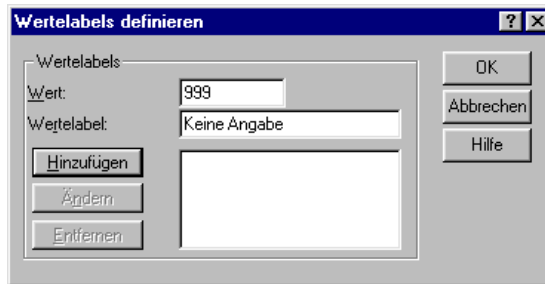 Wertelabels definieren
Wertelabels
Wert:
999
Wertelabel:
Keine Angabe
Hinzufügen
Ändern
Entfernen
OK
Abbrechen
Hilfe